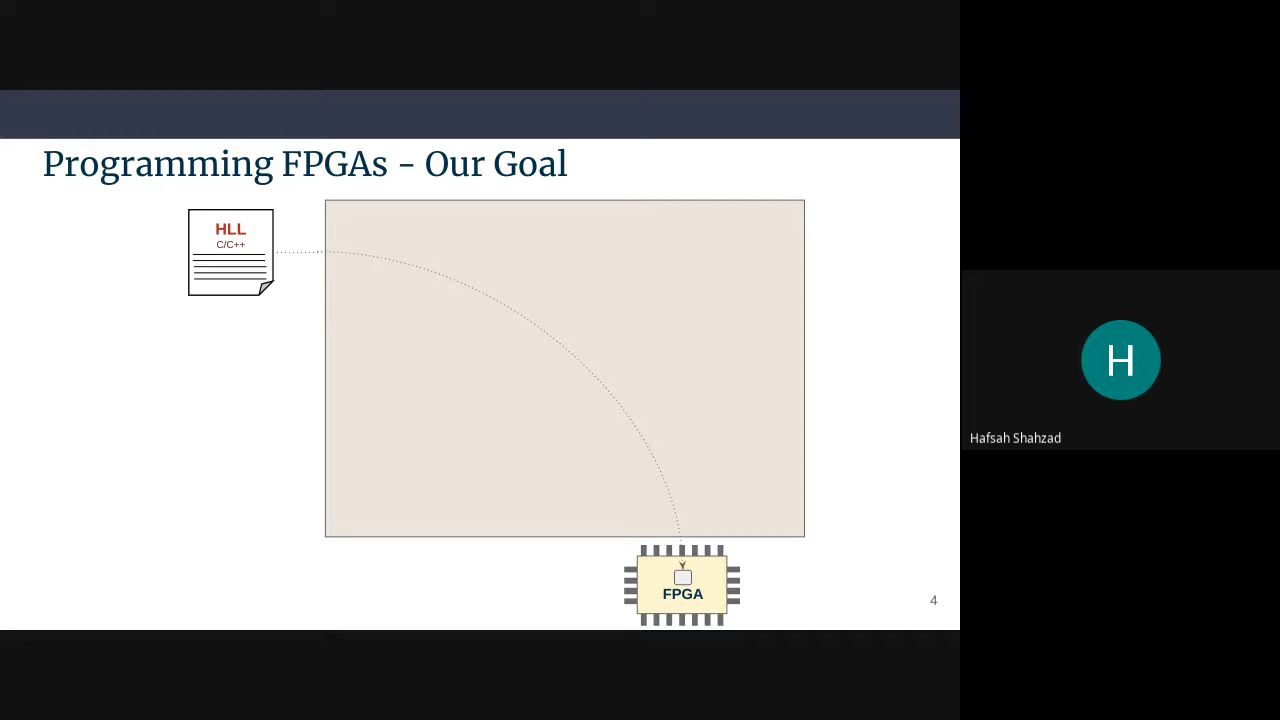 Programming FPGAs - Our Goal
HLL
C/C++
FPGA
4
H
Hafsah Shahzad